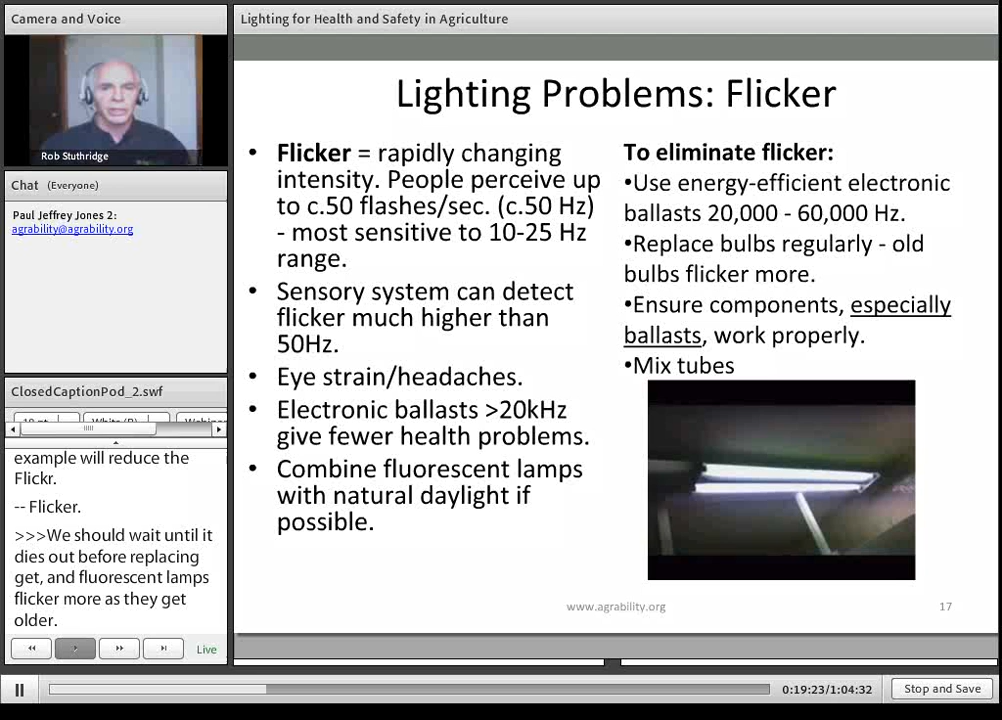 Camera and Voice
Rob Stuthridge
Chat (Everyone)
Paul Jeffrey Jones 2:
agrability@agrability.org
ClosedCaptionPod_2.swf
example will reduce the
Flickr.
-- Flicker.
>>>We should wait until it
dies out before replacing
get, and fluorescent lamps
flicker more as they get
older.
Live
Lighting for Health and Safety in Agriculture
Lighting Problems: Flicker
• Flicker = rapidly changing
intensity. People perceive up
to c.50 flashes/sec. (c.50 Hz)
- most sensitive to 10-25 Hz
range.
• Sensory system can detect
flicker much higher than
50Hz.
• Eye strain/headaches.
• Electronic ballasts >20kHz
give fewer health problems.
• Combine fluorescent lamps
with natural daylight if
possible.
To eliminate flicker:
•Use energy-efficient electronic
ballasts 20,000 - 60,000 Hz.
•Replace bulbs regularly - old
bulbs flicker more.
•Ensure components, especially
ballasts, work properly.
•Mix tubes
www.agrability.org
17
0:19:23/1:04:32
Stop and Save